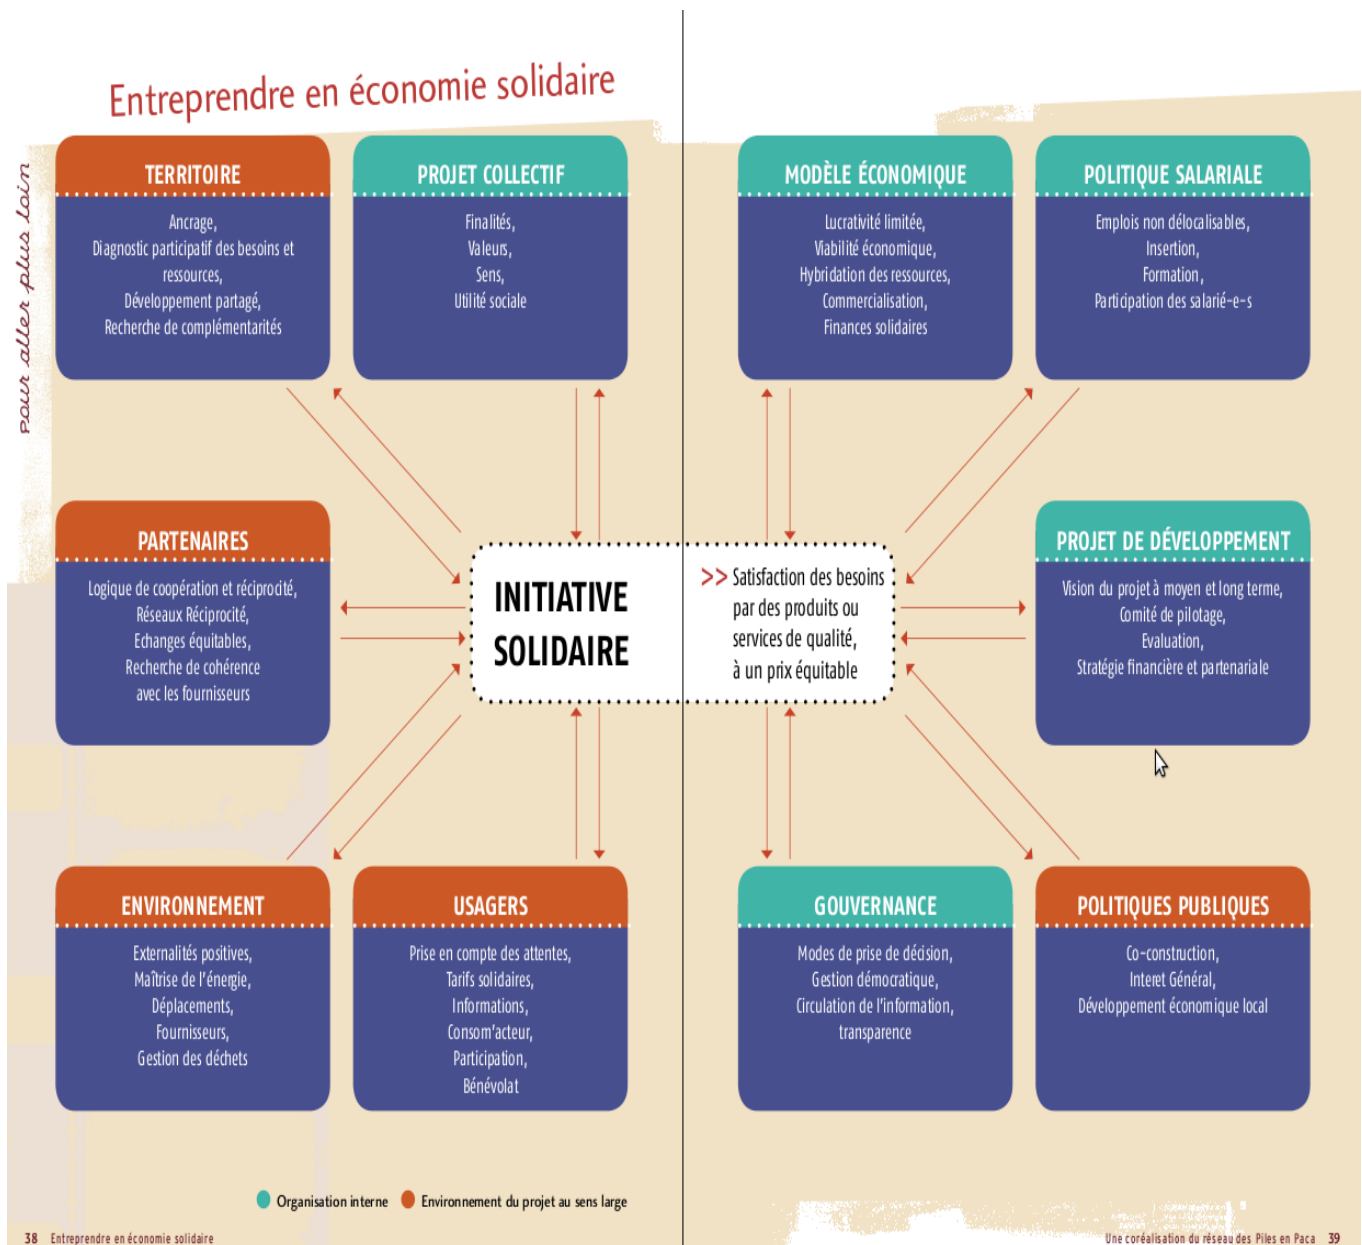 Entreprendre en économie solidaire
pour aller plus loin
TERRITOIRE
Ancrage,
Diagnostic participatif des besoins et
ressources,
Développement partagé,
Recherche de complémentarités
PROJET COLLECTIF
Finalités,
Valeurs,
Sens,
Utilité sociale
MODÈLE ÉCONOMIQUE
Lucrativité limitée,
Viabilité économique,
Hybridation des ressources,
Commercialisation,
Finances solidaires
POLITIQUE SALARIALE
Emplois non délocalisables,
Insertion,
Formation,
Participation des salarié-e-s
PARTENAIRES
Logique de coopération et réciprocité,
Réseaux Réciprocité,
Echanges équitables,
Recherche de cohérence
avec les fournisseurs
INITIATIVE
SOLIDAIRE
>> Satisfaction des besoins
par des produits ou
services de qualité,
à un prix équitable
PROJET DE DÉVELOPPEMENT
Vision du projet à moyen et long terme,
Comité de pilotage,
Evaluation,
Stratégie financière et partenariale
ENVIRONNEMENT
Externalités positives,
Maîtrise de l'énergie,
Déplacements,
Fournisseurs,
Gestion des déchets
USAGERS
Prise en compte des attentes,
Tarifs solidaires,
Informations,
Consom'acteur,
Participation,
Bénévolat
GOUVERNANCE
Modes de prise de décision,
Gestion démocratique,
Circulation de l'information,
transparence
POLITIQUES PUBLIQUES
Co-construction,
Interet Général,
Développement économique local
Organisation interne
Environnement du projet au sens large
38 Entreprendre en économie solidaire
Une coréalisation du réseau des Piles en Paca 39